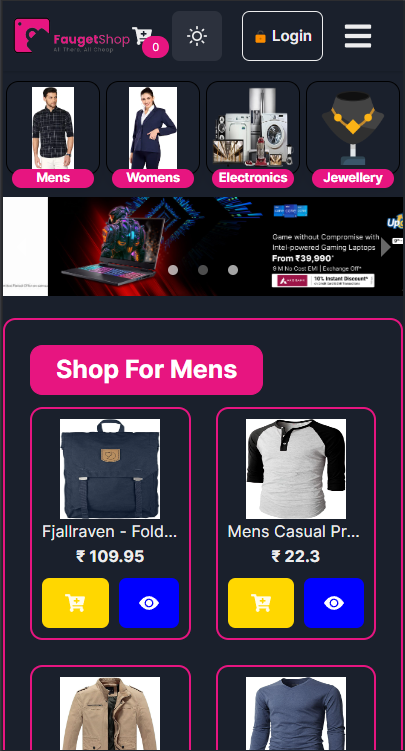 FaugetShop
All There. All Cheap
0
Login
Mens
Womens
Electronics
Jewellery
Game without Compromise with
Intel-powered Gaming Laptops
From ₹39,990*
9 M No Cost EMI | Exchange Off*
10% Instant Discount*
Shop For Mens
Fjallraven - Fold...
₹ 109.95
Mens Casual Pr...
₹ 22.3